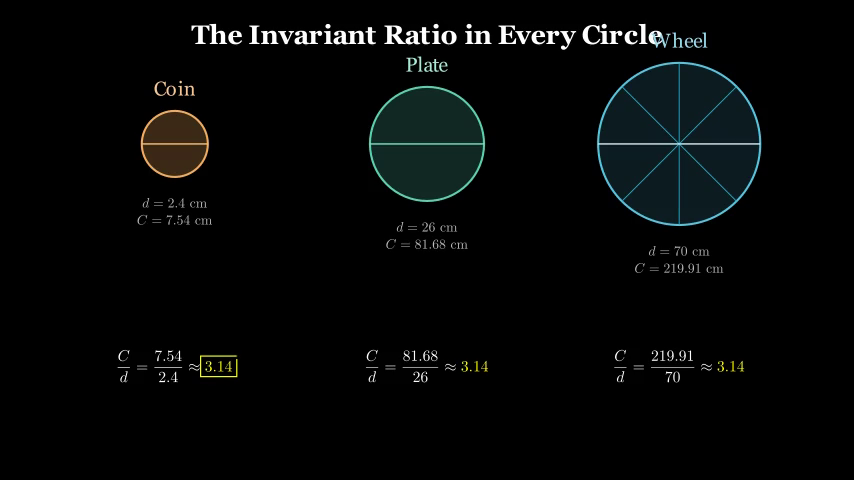 The Invariant Ratio in Every Circle
Coin
Plate
Wheel
d = 2.4 cm
C = 7.54 cm
d = 26 cm
C = 81.68 cm
d = 70 cm
C = 219.91 cm
C/d = 7.54/2.4 ≈ 3.14
C/d = 81.68/26 ≈ 3.14
C/d = 219.91/70 ≈ 3.14